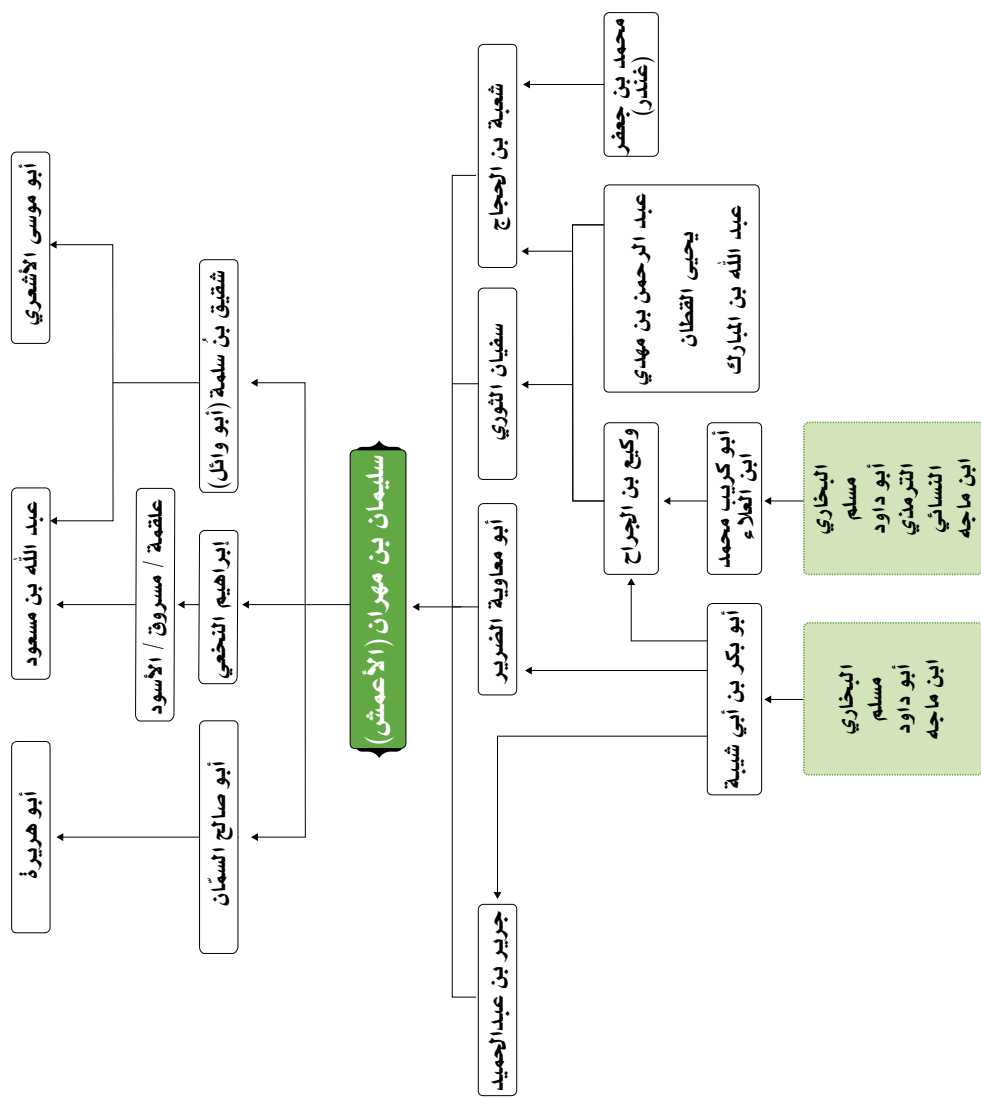 أبو موسى الأشعري
عبد الله بن مسعود
أبو هريرة
علقمة / مسروق / الأسود
شقيق بن سلمة (أبو وائل)
إبراهيم النخعي
أبو صالح السمّان
سليمان بن مهران (الأعمش)
شعبة بن الحجاج
سفيان الثوري
أبو معاوية الضرير
جرير بن عبدالحميد
محمد بن جعفر
(غندر)
عبد الرحمن بن مهدي
يحيى القطان
عبد الله بن المبارك
وكيع بن الجراح
أبو كريب محمد
ابن العلاء
أبو بكر بن أبي شيبة
البخاري
مسلم
أبو داود
الترمذي
النسائي
ابن ماجه
البخاري
مسلم
أبو داود
ابن ماجه